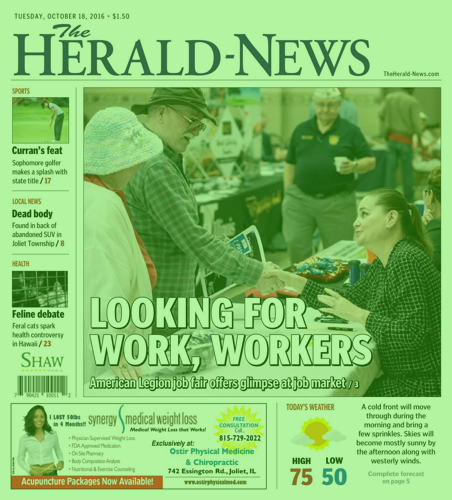 TUESDAY, OCTOBER 18, 2016 • $1.50
The
HERALD-NEWS
TheHerald-News.com
SPORTS
Curran's feat
Sophomore golfer
makes a splash with
state title / 17
LOCAL NEWS
Dead body
Found in back of
abandoned SUV in
Joliet Township / 8
HEALTH
Feline debate
Feral cats spark
health controversy
in Hawaii / 23
SHAW
LOOKING FOR
WORK, WORKERS
American Legion job fair offers glimpse at job market / 3
I LOST 50lbs
in 4 Months!!
synergy medical weight loss
Medical Weight Loss that Works!
• Physician Supervised Weight Loss
• FDA Approved Medication
• On-Site Pharmacy
• Body Composition Analysis
• Nutritional & Exercise Counseling
Acupuncture Packages Now Available!
FREE
CONSULTATION
Call...
815-729-2022
Exclusively at:
Ostir Physical Medicine
& Chiropractic
742 Essington Rd., Joliet, IL
www.ostirphysicalmed.com
TODAY'S WEATHER
HIGH LOW
75 50
A cold front will move
through during the
morning and bring a
few sprinkles. Skies will
become mostly sunny by
the afternoon along with
westerly winds.
Complete forecast
on page 5